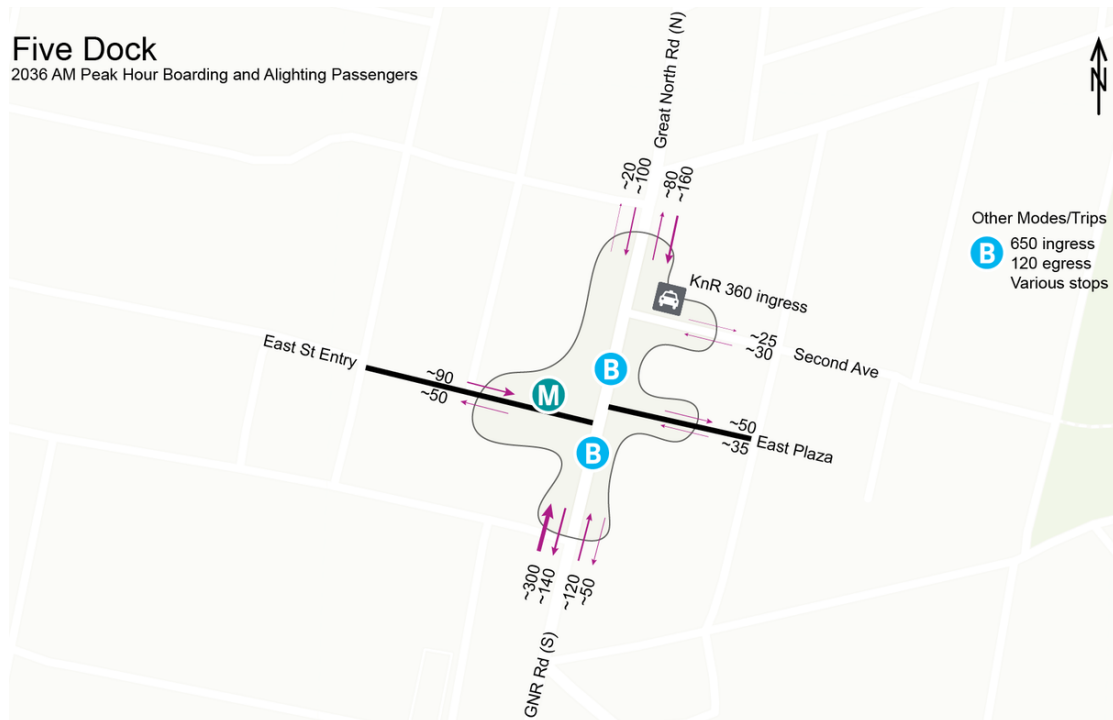 Five Dock
2036 AM Peak Hour Boarding and Alighting Passengers
N
Great North Rd (N)
~20
~100
~80
~160
Other Modes/Trips
B
650 ingress
120 egress
Various stops
KnR 360 ingress
~25
~30
Second Ave
East St Entry
~90
~50
M
B
~50
~35
East Plaza
B
~300
~140
~120
~50
GNR Rd (S)